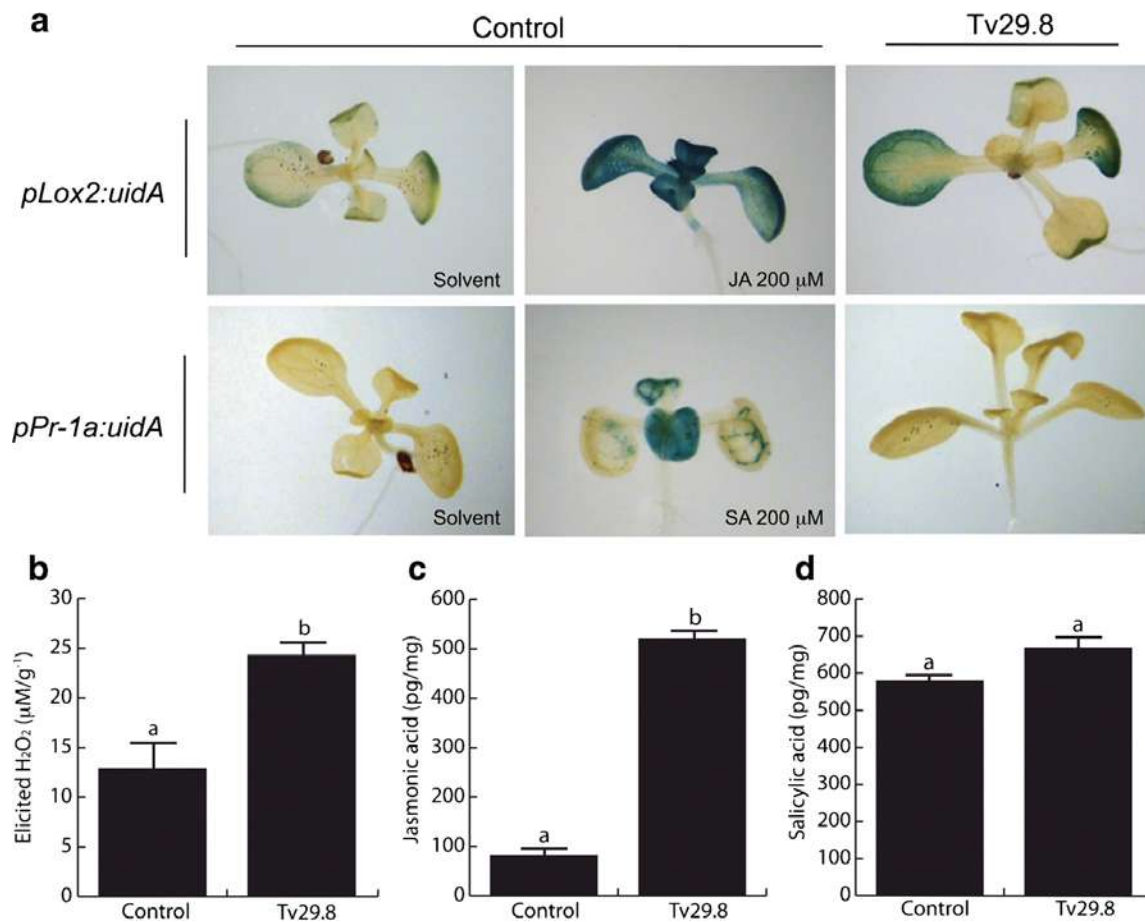 a
Control
Tv29.8
pLox2:uidA
Solvent
JA 200 μM
pPr-1a:uidA
Solvent
SA 200 μM
b
Elicited H₂O₂ (μM/g⁻¹)
30
25
20
15
10
5
0
a
b
Control
Tv29.8
c
Jasmonic acid (pg/mg)
600
500
400
300
200
100
0
a
b
Control
Tv29.8
d
Salicylic acid (pg/mg)
800
700
600
500
400
300
200
100
0
a
a
Control
Tv29.8